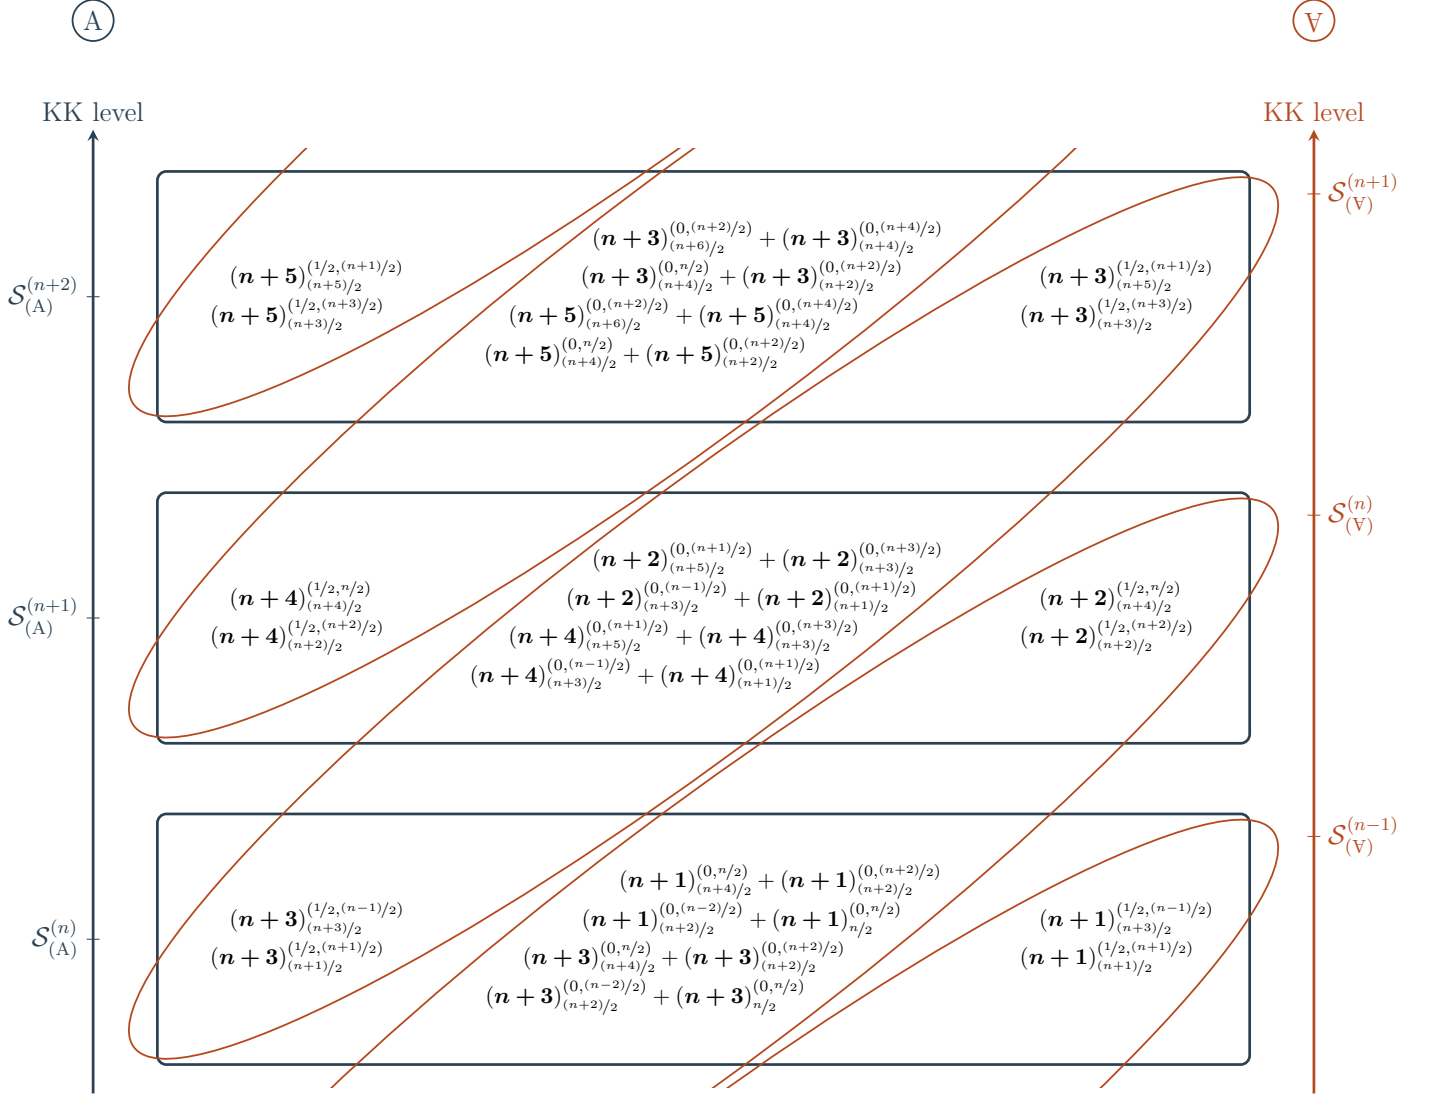 A ∀
KK level KK level
$\mathcal{S}_{(∀)}^{(n+1)}$
$(\boldsymbol{n+3})_{(n+6)/2}^{(0,(n+2)/2)} + (\boldsymbol{n+3})_{(n+4)/2}^{(0,(n+4)/2)}$
$\mathcal{S}_{(A)}^{(n+2)}$ $(\boldsymbol{n+5})_{(n+5)/2}^{(1/2,(n+1)/2)}$ $(\boldsymbol{n+3})_{(n+4)/2}^{(0,n/2)} + (\boldsymbol{n+3})_{(n+2)/2}^{(0,(n+2)/2)}$ $(\boldsymbol{n+3})_{(n+5)/2}^{(1/2,(n+1)/2)}$
$(\boldsymbol{n+5})_{(n+3)/2}^{(1/2,(n+3)/2)}$ $(\boldsymbol{n+5})_{(n+6)/2}^{(0,(n+2)/2)} + (\boldsymbol{n+5})_{(n+4)/2}^{(0,(n+4)/2)}$ $(\boldsymbol{n+3})_{(n+3)/2}^{(1/2,(n+3)/2)}$
$(\boldsymbol{n+5})_{(n+4)/2}^{(0,n/2)} + (\boldsymbol{n+5})_{(n+2)/2}^{(0,(n+2)/2)}$
$\mathcal{S}_{(∀)}^{(n)}$
$(\boldsymbol{n+2})_{(n+5)/2}^{(0,(n+1)/2)} + (\boldsymbol{n+2})_{(n+3)/2}^{(0,(n+3)/2)}$
$\mathcal{S}_{(A)}^{(n+1)}$ $(\boldsymbol{n+4})_{(n+4)/2}^{(1/2,n/2)}$ $(\boldsymbol{n+2})_{(n+3)/2}^{(0,(n-1)/2)} + (\boldsymbol{n+2})_{(n+1)/2}^{(0,(n+1)/2)}$ $(\boldsymbol{n+2})_{(n+4)/2}^{(1/2,n/2)}$
$(\boldsymbol{n+4})_{(n+2)/2}^{(1/2,(n+2)/2)}$ $(\boldsymbol{n+4})_{(n+5)/2}^{(0,(n+1)/2)} + (\boldsymbol{n+4})_{(n+3)/2}^{(0,(n+3)/2)}$ $(\boldsymbol{n+2})_{(n+2)/2}^{(1/2,(n+2)/2)}$
$(\boldsymbol{n+4})_{(n+3)/2}^{(0,(n-1)/2)} + (\boldsymbol{n+4})_{(n+1)/2}^{(0,(n+1)/2)}$
$\mathcal{S}_{(∀)}^{(n-1)}$
$(\boldsymbol{n+1})_{(n+4)/2}^{(0,n/2)} + (\boldsymbol{n+1})_{(n+2)/2}^{(0,(n+2)/2)}$
$\mathcal{S}_{(A)}^{(n)}$ $(\boldsymbol{n+3})_{(n+3)/2}^{(1/2,(n-1)/2)}$ $(\boldsymbol{n+1})_{(n+2)/2}^{(0,(n-2)/2)} + (\boldsymbol{n+1})_{n/2}^{(0,n/2)}$ $(\boldsymbol{n+1})_{(n+3)/2}^{(1/2,(n-1)/2)}$
$(\boldsymbol{n+3})_{(n+1)/2}^{(1/2,(n+1)/2)}$ $(\boldsymbol{n+3})_{(n+4)/2}^{(0,n/2)} + (\boldsymbol{n+3})_{(n+2)/2}^{(0,(n+2)/2)}$ $(\boldsymbol{n+1})_{(n+1)/2}^{(1/2,(n+1)/2)}$
$(\boldsymbol{n+3})_{(n+2)/2}^{(0,(n-2)/2)} + (\boldsymbol{n+3})_{n/2}^{(0,n/2)}$